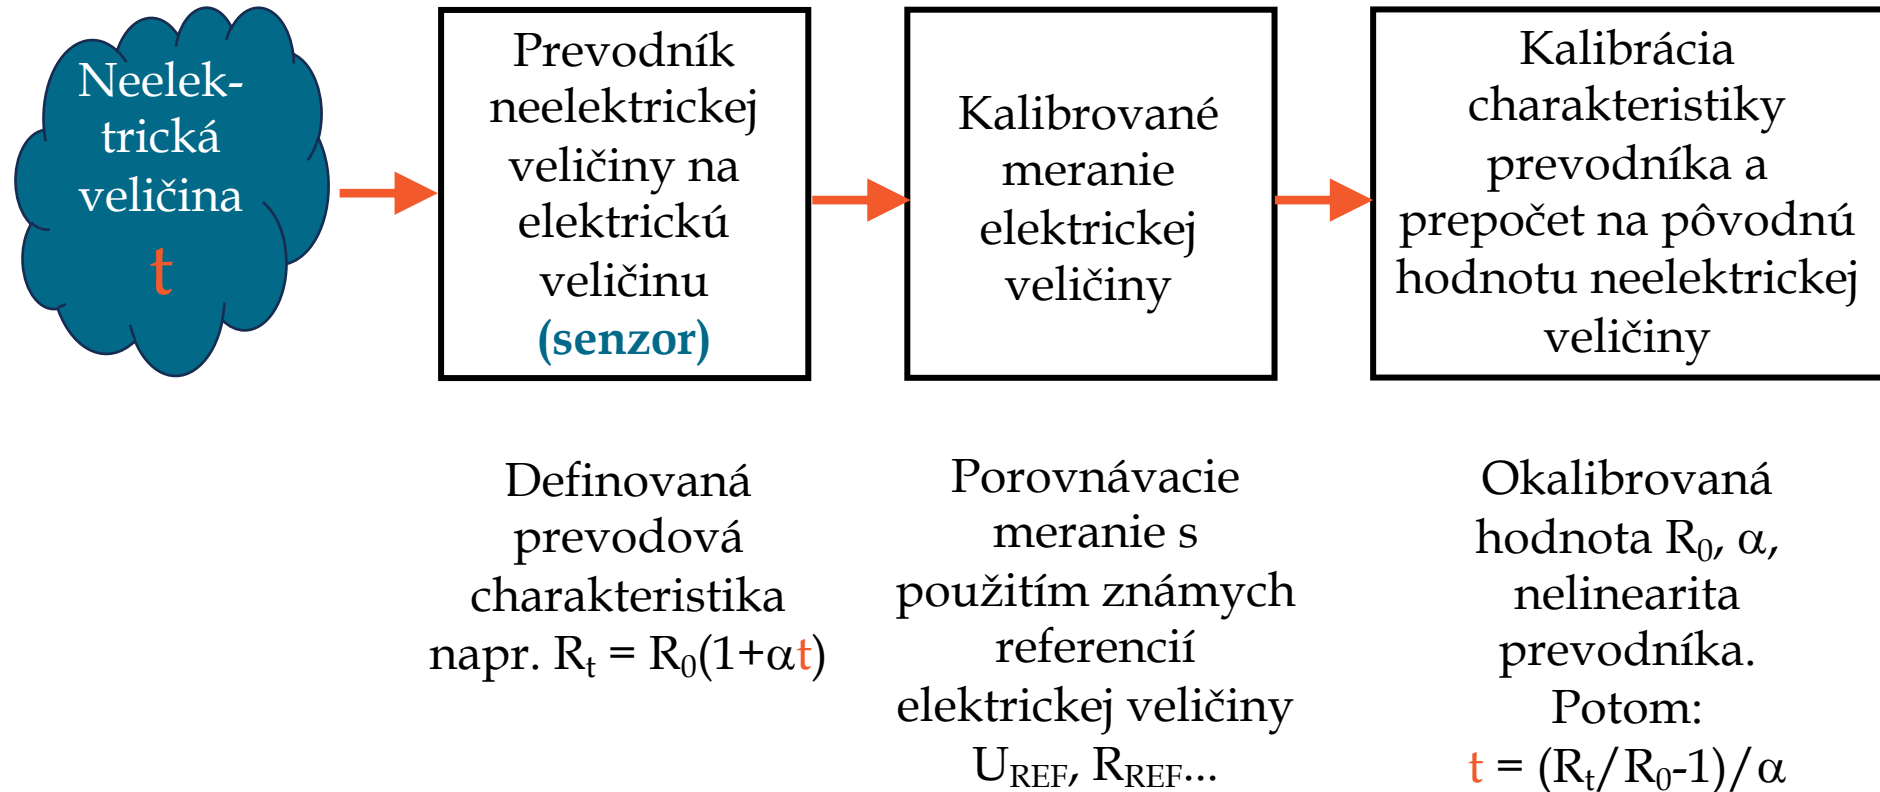 Neelek-
trická
veličina
t
Prevodník
neelektrickej
veličiny na
elektrickú
veličinu
(senzor)
Kalibrované
meranie
elektrickej
veličiny
Kalibrácia
charakteristiky
prevodníka a
prepočet na pôvodnú
hodnotu neelektrickej
veličiny
Definovaná
prevodová
charakteristika
napr. Rₜ = R₀(1+αt)
Porovnávacie
meranie s
použitím známych
referencií
elektrickej veličiny
U_REF, R_REF...
Okalibrovaná
hodnota R₀, α,
nelinearita
prevodníka.
Potom:
t = (Rₜ/R₀-1)/α